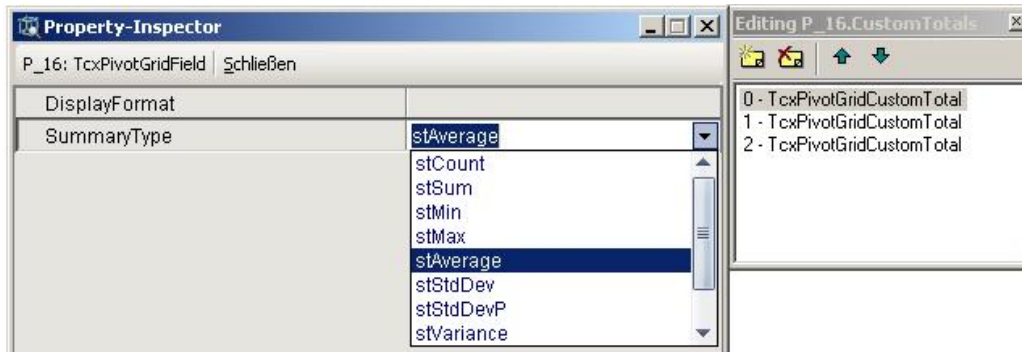 Property-Inspector
P_16: TcxPivotGridField Schließen
DisplayFormat
SummaryType stAverage
stCount
stSum
stMin
stMax
stAverage
stStdDev
stStdDevP
stVariance
Editing P_16.CustomTotals
0 - TcxPivotGridCustomTotal
1 - TcxPivotGridCustomTotal
2 - TcxPivotGridCustomTotal